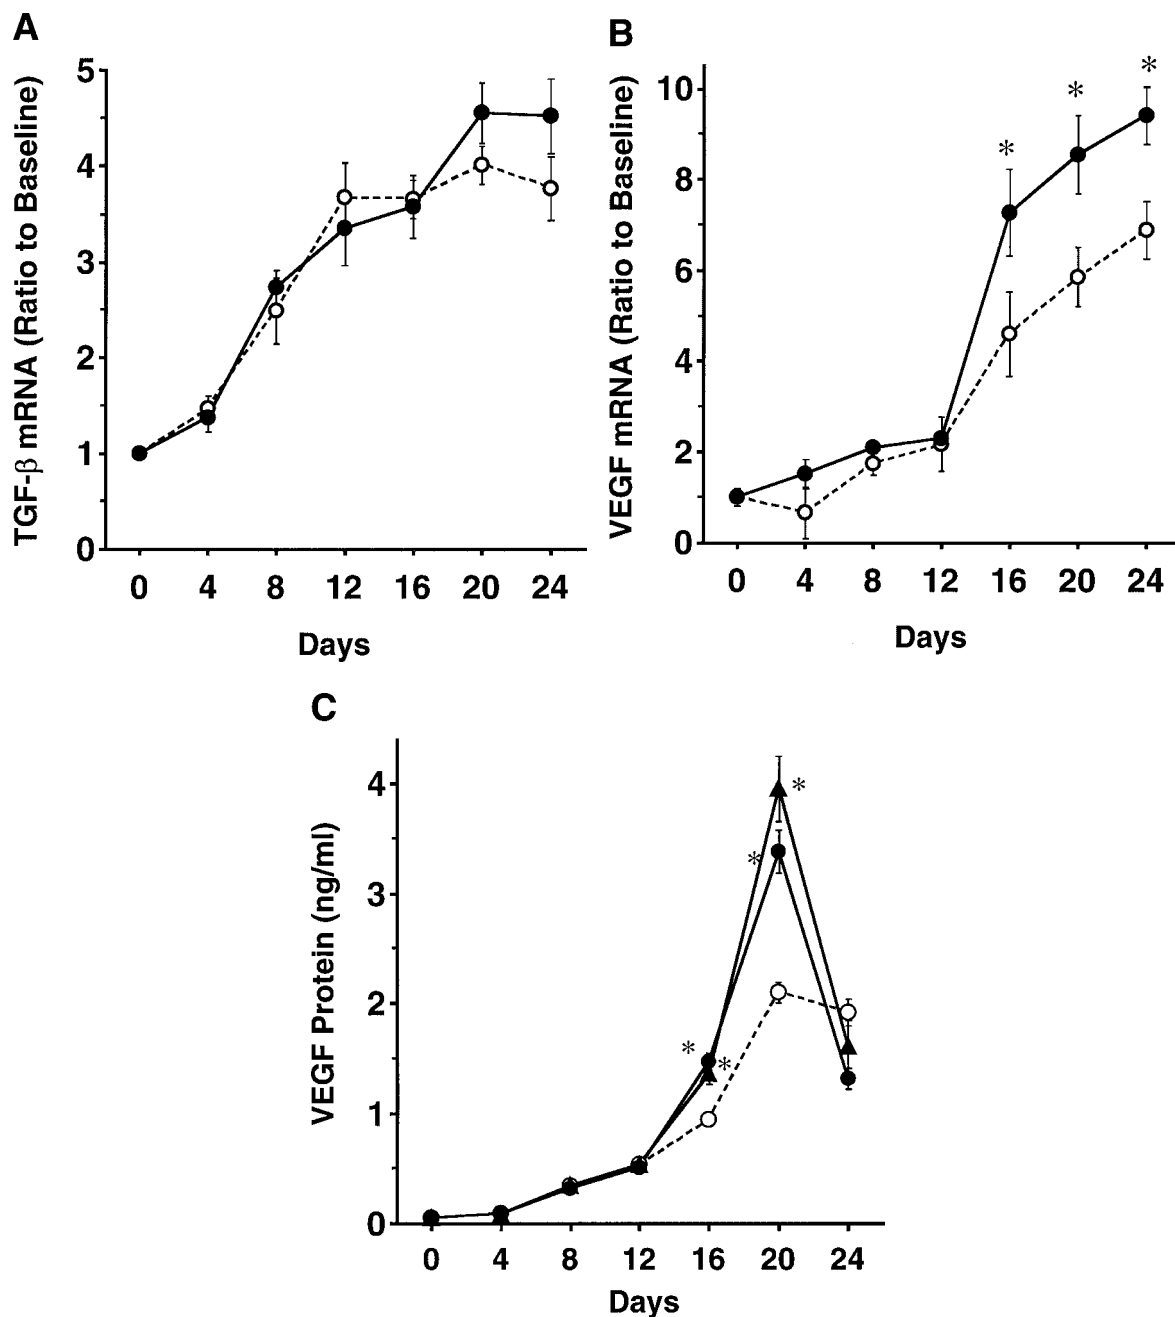 A
TGF-β mRNA (Ratio to Baseline)
5
4
3
2
1
0
0 4 8 12 16 20 24
Days
B
VEGF mRNA (Ratio to Baseline)
10
8
6
4
2
0
* * *
0 4 8 12 16 20 24
Days
C
VEGF Protein (ng/ml)
4
3
2
1
0
*
*
* *
0 4 8 12 16 20 24
Days